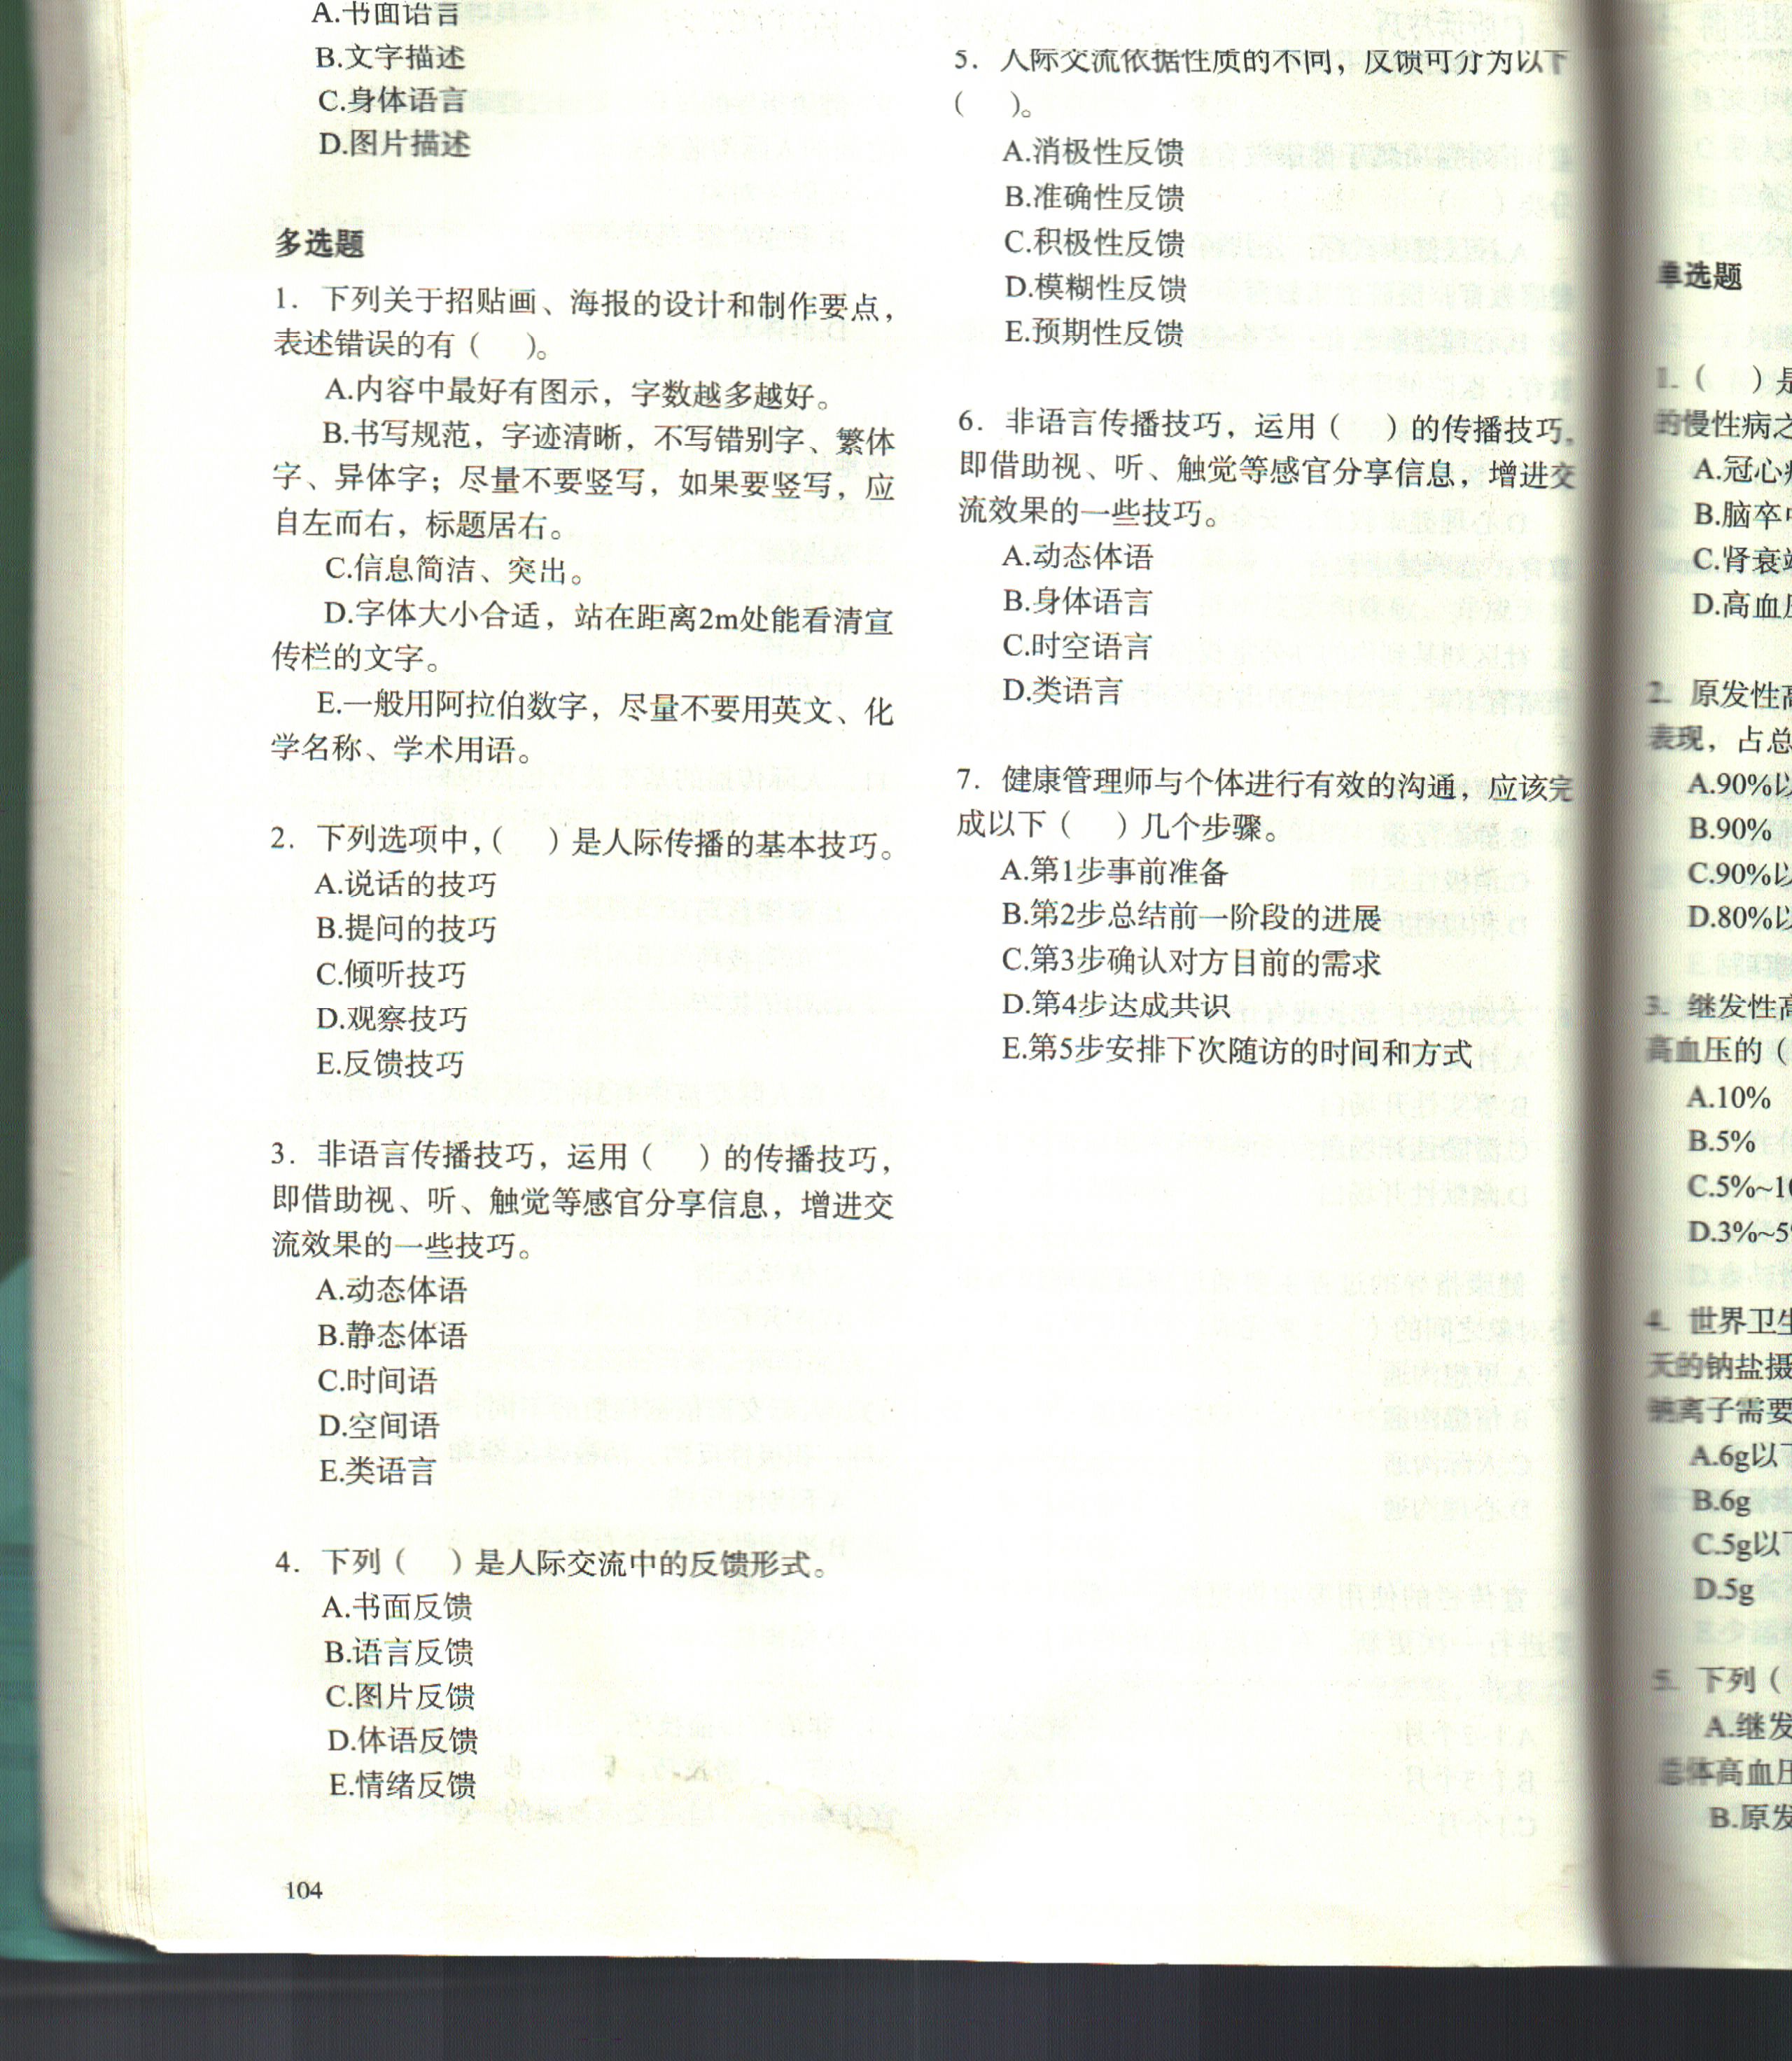 A.书面语言
B.文字描述
C.身体语言
D.图片描述
多选题
1. 下列关于招贴画、海报的设计和制作要点，
表述错误的有（ ）。
A.内容中最好有图示，字数越多越好。
B.书写规范，字迹清晰，不写错别字、繁体
字、异体字；尽量不要竖写，如果要竖写，应
自左而右，标题居右。
C.信息简洁、突出。
D.字体大小合适，站在距离2m处能看清宣
传栏的文字。
E.一般用阿拉伯数字，尽量不要用英文、化
学名称、学术用语。
2. 下列选项中，（ ）是人际传播的基本技巧。
A.说话的技巧
B.提问的技巧
C.倾听技巧
D.观察技巧
E.反馈技巧
3. 非语言传播技巧，运用（ ）的传播技巧，
即借助视、听、触觉等感官分享信息，增进交
流效果的一些技巧。
A.动态体语
B.静态体语
C.时间语
D.空间语
E.类语言
4. 下列（ ）是人际交流中的反馈形式。
A.书面反馈
B.语言反馈
C.图片反馈
D.体语反馈
E.情绪反馈
104
5. 人际交流依据性质的不同，反馈可分为以下
（ ）。
A.消极性反馈
B.准确性反馈
C.积极性反馈
D.模糊性反馈
E.预期性反馈
6. 非语言传播技巧，运用（ ）的传播技巧，
即借助视、听、触觉等感官分享信息，增进交
流效果的一些技巧。
A.动态体语
B.身体语言
C.时空语言
D.类语言
7. 健康管理师与个体进行有效的沟通，应该完
成以下（ ）几个步骤。
A.第1步事前准备
B.第2步总结前一阶段的进展
C.第3步确认对方目前的需求
D.第4步达成共识
E.第5步安排下次随访的时间和方式
单选题
1.（ ）是
的慢性病之
A.冠心
B.脑卒
C.肾衰
D.高血
2. 原发性高
表现，占总
A.90%以
B.90%
C.90%以
D.80%以
3. 继发性高
高血压的（
A.10%
B.5%
C.5%~1
D.3%~5
4. 世界卫生
天的钠盐摄
钠离子需要
A.6g以
B.6g
C.5g以
D.5g
5. 下列（
A.继发
总体高血
B.原发